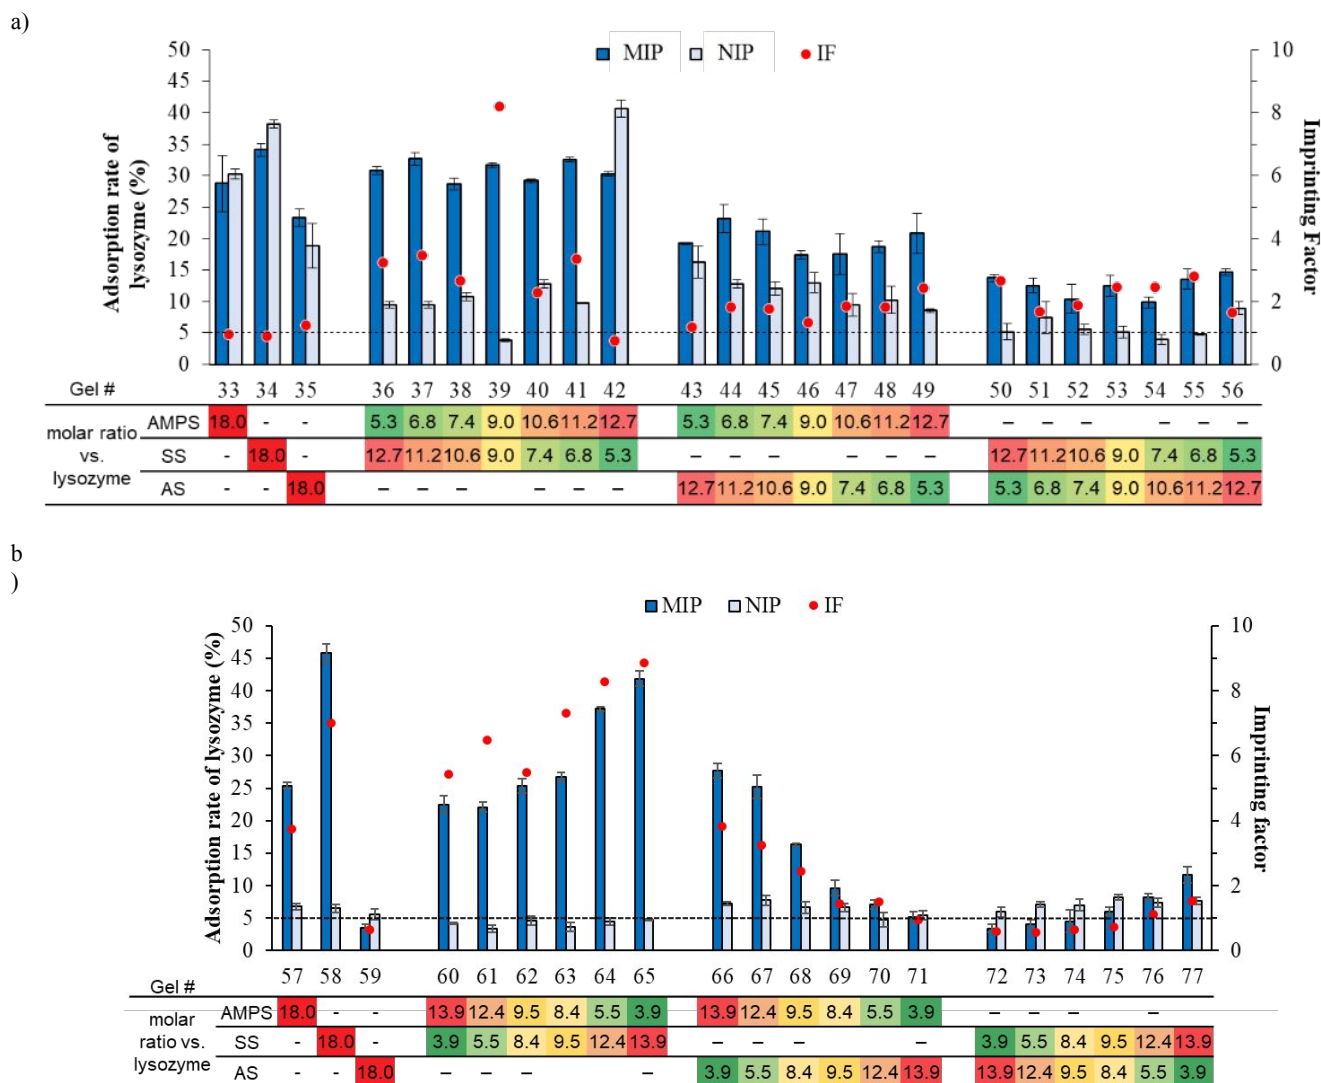 a)
MIP NIP IF
50 10
45
40 8
35
30 6
25
20 4
15
10 2
5
0 0
Adsorption rate of
lysozyme (%)
Imprinting Factor
Gel # 33 34 35 36 37 38 39 40 41 42 43 44 45 46 47 48 49 50 51 52 53 54 55 56
molar ratio
vs.
lysozyme
AMPS 18.0 - - 5.3 6.8 7.4 9.0 10.6 11.2 12.7 5.3 6.8 7.4 9.0 10.6 11.2 12.7 – – – – – – –
SS - 18.0 - 12.7 11.2 10.6 9.0 7.4 6.8 5.3 – – – – – – – 12.7 11.2 10.6 9.0 7.4 6.8 5.3
AS - - 18.0 – – – – – – – 12.7 11.2 10.6 9.0 7.4 6.8 5.3 5.3 6.8 7.4 9.0 10.6 11.2 12.7
b
)
MIP NIP IF
50 10
45
40 8
35
30 6
25
20 4
15
10 2
5
0 0
Adsorption rate of lysozyme (%)
Imprinting factor
Gel # 57 58 59 60 61 62 63 64 65 66 67 68 69 70 71 72 73 74 75 76 77
molar
ratio vs.
lysozyme
AMPS 18.0 - - 13.9 12.4 9.5 8.4 5.5 3.9 13.9 12.4 9.5 8.4 5.5 3.9 – – – – –
SS - 18.0 - 3.9 5.5 8.4 9.5 12.4 13.9 – – – – – 3.9 5.5 8.4 9.5 12.4 13.9
AS - - 18.0 – – – – – 3.9 5.5 8.4 9.5 12.4 13.9 13.9 12.4 9.5 8.4 5.5 3.9